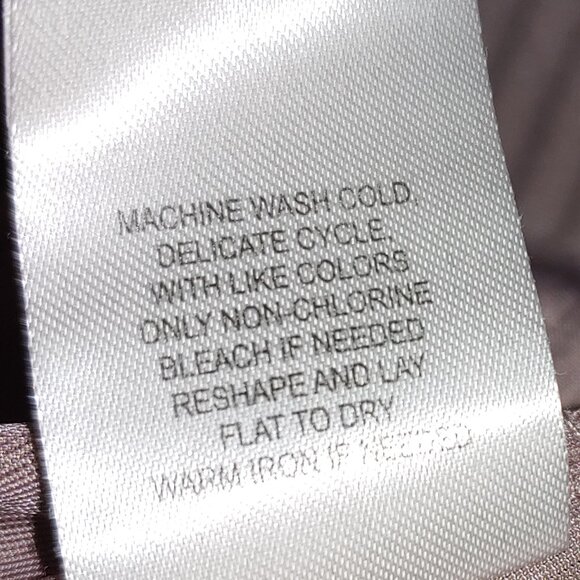 MACHINE WASH COLD,
DELICATE CYCLE,
WITH LIKE COLORS
ONLY NON-CHLORINE
BLEACH IF NEEDED
RESHAPE AND LAY
FLAT TO DRY
WARM IRON IF NEEDED